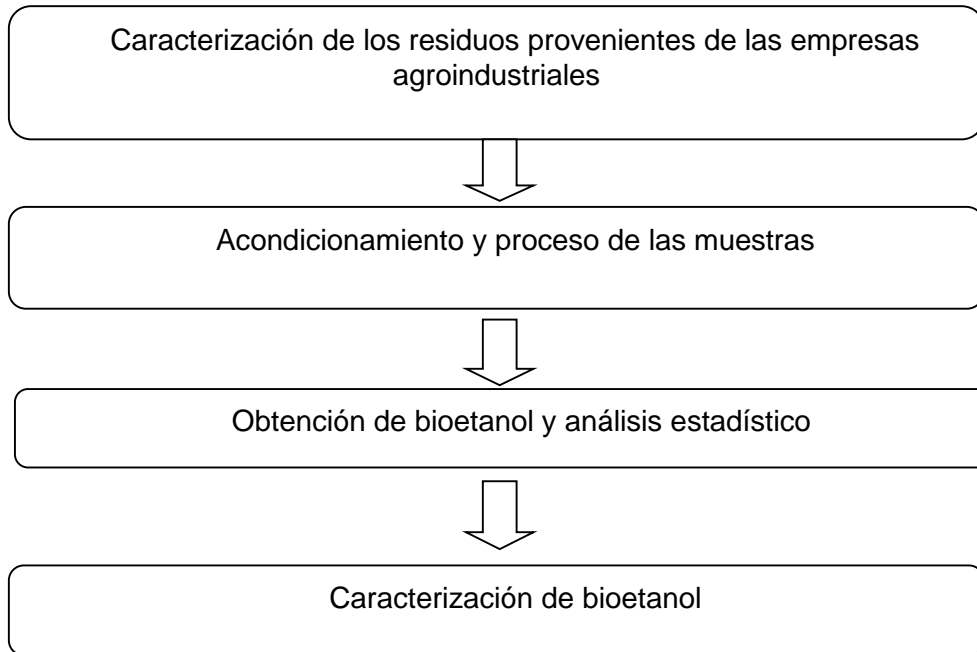 Caracterización de los residuos provenientes de las empresas
agroindustriales
Acondicionamiento y proceso de las muestras
Obtención de bioetanol y análisis estadístico
Caracterización de bioetanol